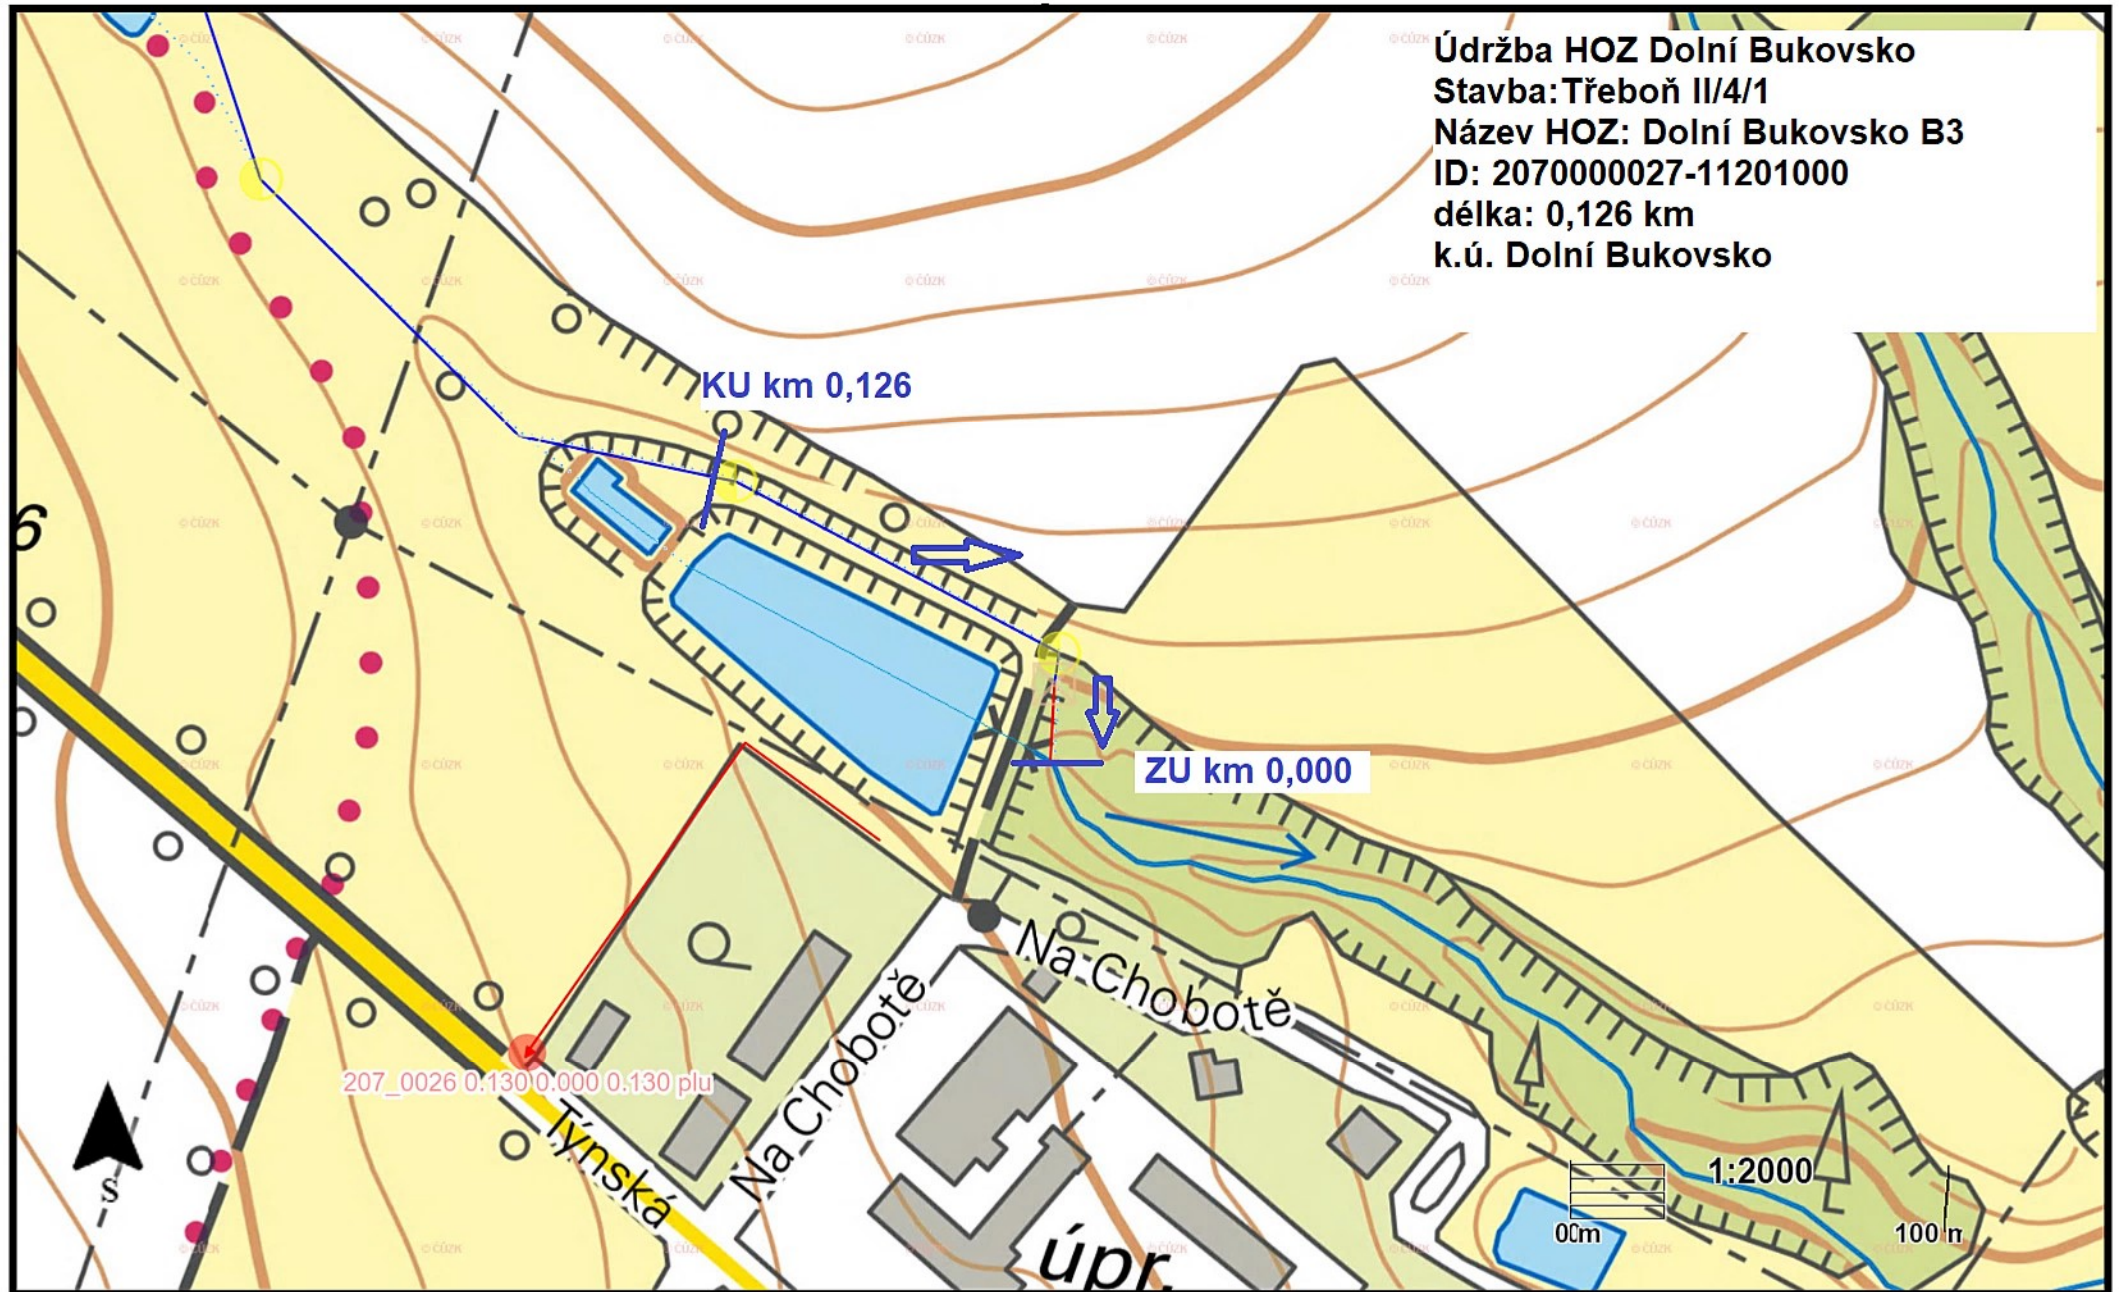 Údržba HOZ Dolní Bukovsko
Stavba:Třeboň II/4/1
Název HOZ: Dolní Bukovsko B3
ID: 2070000027-11201000
délka: 0,126 km
k.ú. Dolní Bukovsko
KU km 0,126
6
ZU km 0,000
Na Chobotě
Na Chobotě
207_0026 0.130 0.000 0.130 plu
Týnská
úpr.
S
1:2000
100 m
© ČÚZK